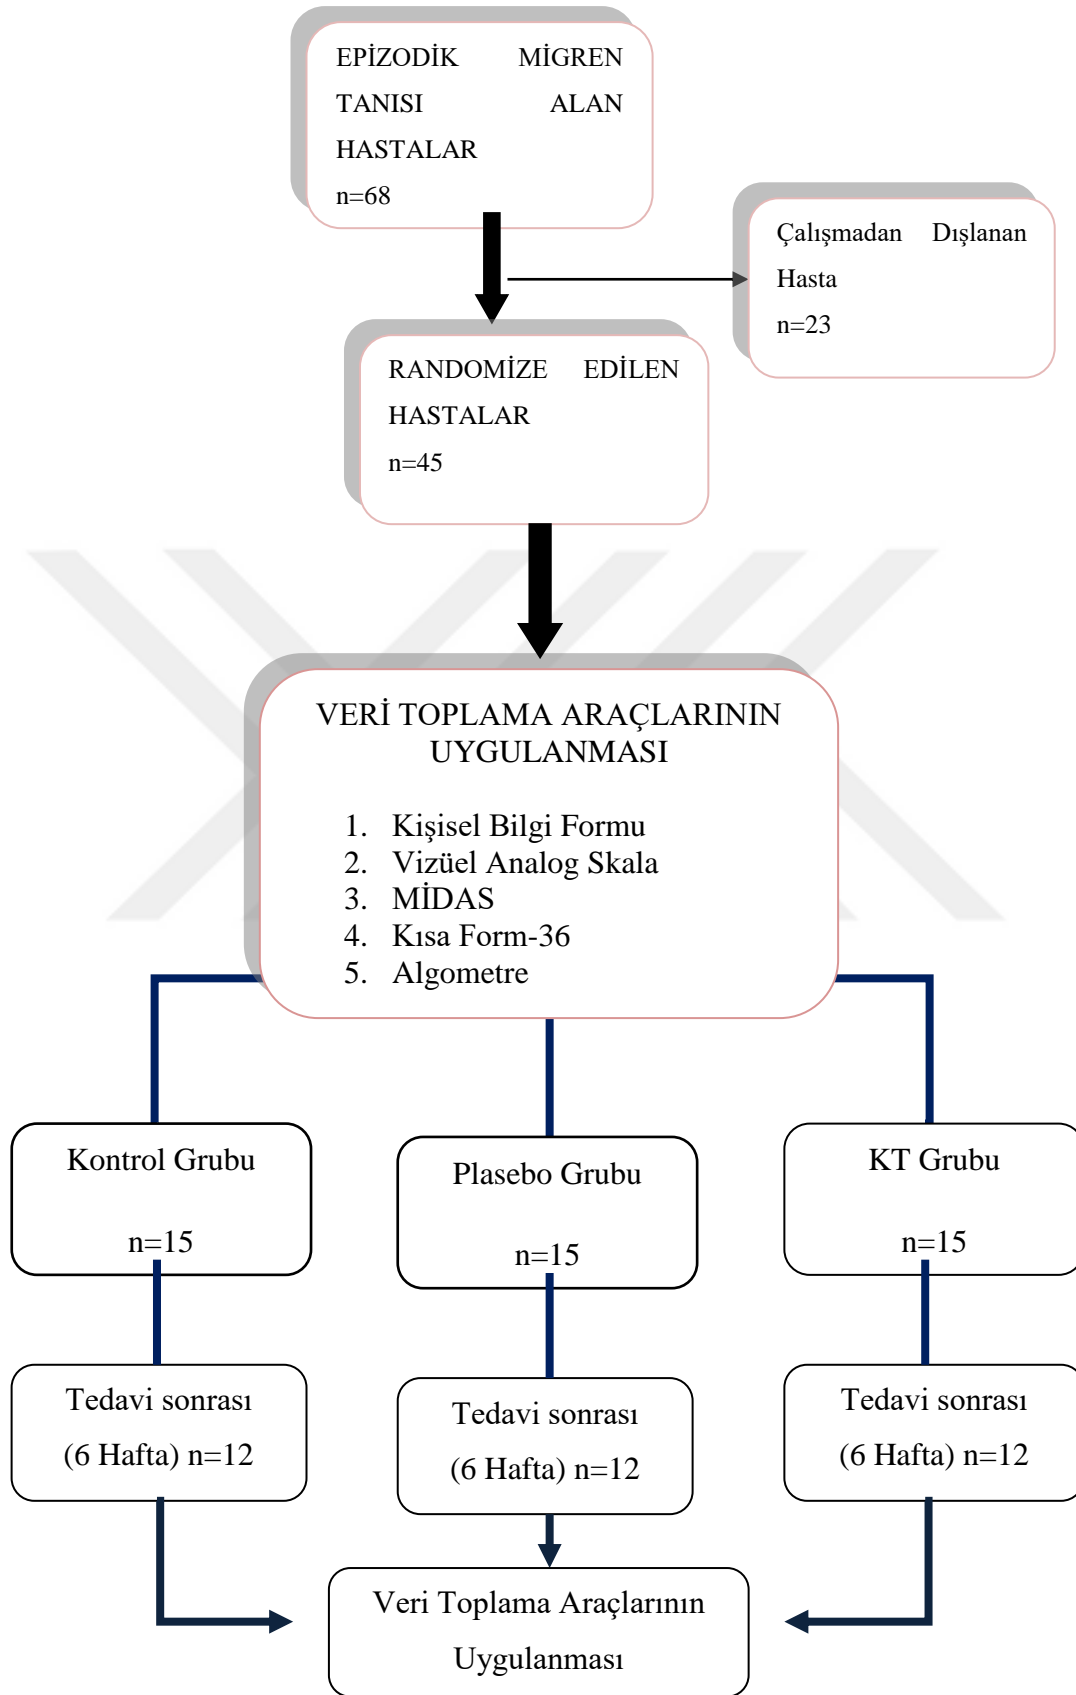 EPİZODİK MİGREN
TANISI ALAN
HASTALAR
n=68
Çalışmadan Dışlanan
Hasta
n=23
RANDOMİZE EDİLEN
HASTALAR
n=45
VERİ TOPLAMA ARAÇLARININ
UYGULANMASI
1. Kişisel Bilgi Formu
2. Vizüel Analog Skala
3. MİDAS
4. Kısa Form-36
5. Algometre
Kontrol Grubu
n=15
Plasebo Grubu
n=15
KT Grubu
n=15
Tedavi sonrası
(6 Hafta) n=12
Tedavi sonrası
(6 Hafta) n=12
Tedavi sonrası
(6 Hafta) n=12
Veri Toplama Araçlarının
Uygulanması